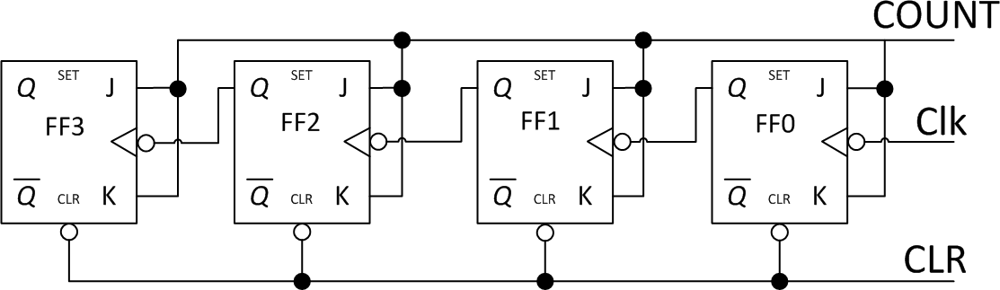 COUNT
Q SET J Q SET J Q SET J Q SET J
FF3 FF2 FF1 FF0 Clk
Q̅ CLR K Q̅ CLR K Q̅ CLR K Q̅ CLR K
CLR